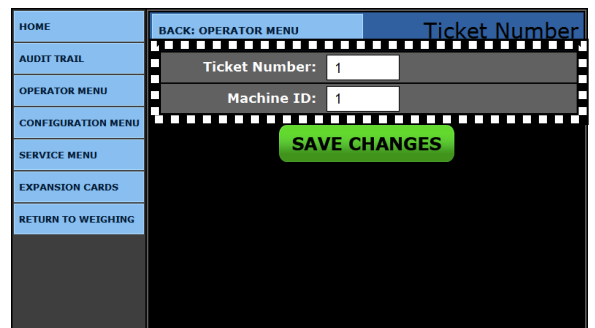 HOME
AUDIT TRAIL
OPERATOR MENU
CONFIGURATION MENU
SERVICE MENU
EXPANSION CARDS
RETURN TO WEIGHING
BACK: OPERATOR MENU
Ticket Number
Ticket Number: 1
Machine ID: 1
SAVE CHANGES